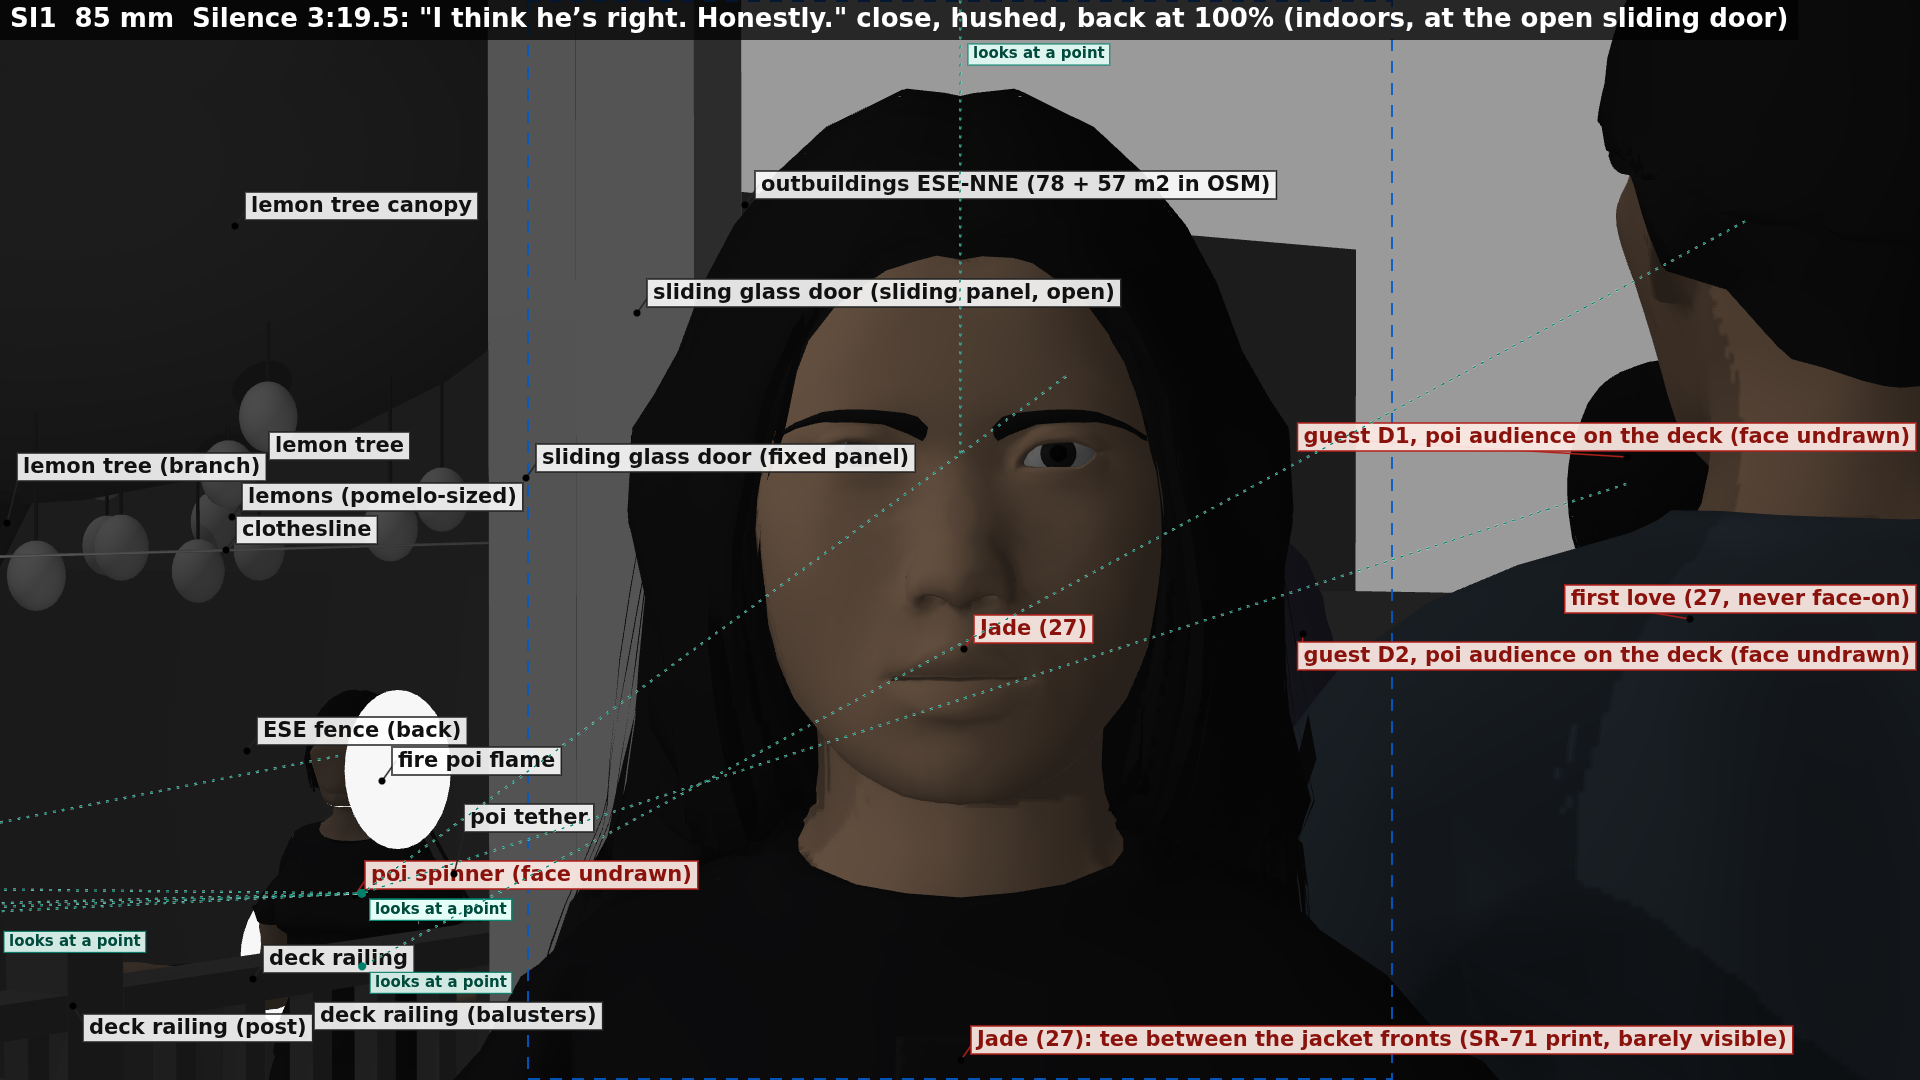 SI1 85 mm Silence 3:19.5: "I think he’s right. Honestly." close, hushed, back at 100% (indoors, at the open sliding door)
looks at a point
outbuildings ESE-NNE (78 + 57 m2 in OSM)
lemon tree canopy
sliding glass door (sliding panel, open)
guest D1, poi audience on the deck (face undrawn)
lemon tree
sliding glass door (fixed panel)
lemon tree (branch)
lemons (pomelo-sized)
clothesline
first love (27, never face-on)
Jade (27)
guest D2, poi audience on the deck (face undrawn)
ESE fence (back)
fire poi flame
poi tether
poi spinner (face undrawn)
looks at a point
looks at a point
deck railing
looks at a point
deck railing (balusters)
deck railing (post)
Jade (27): tee between the jacket fronts (SR-71 print, barely visible)